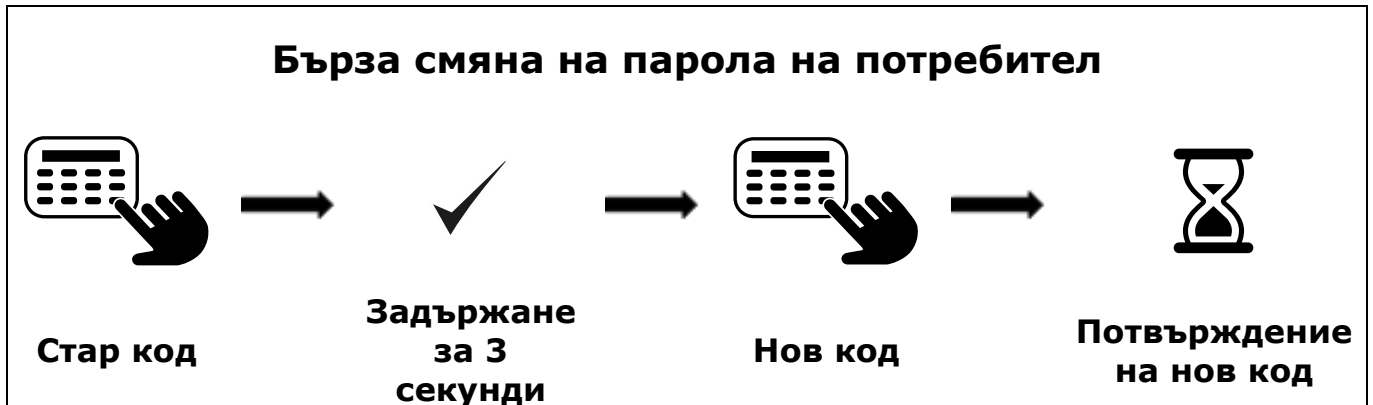 Бърза смяна на парола на потребител
Стар код
Задържане
за 3
секунди
Нов код
Потвърждение
на нов код